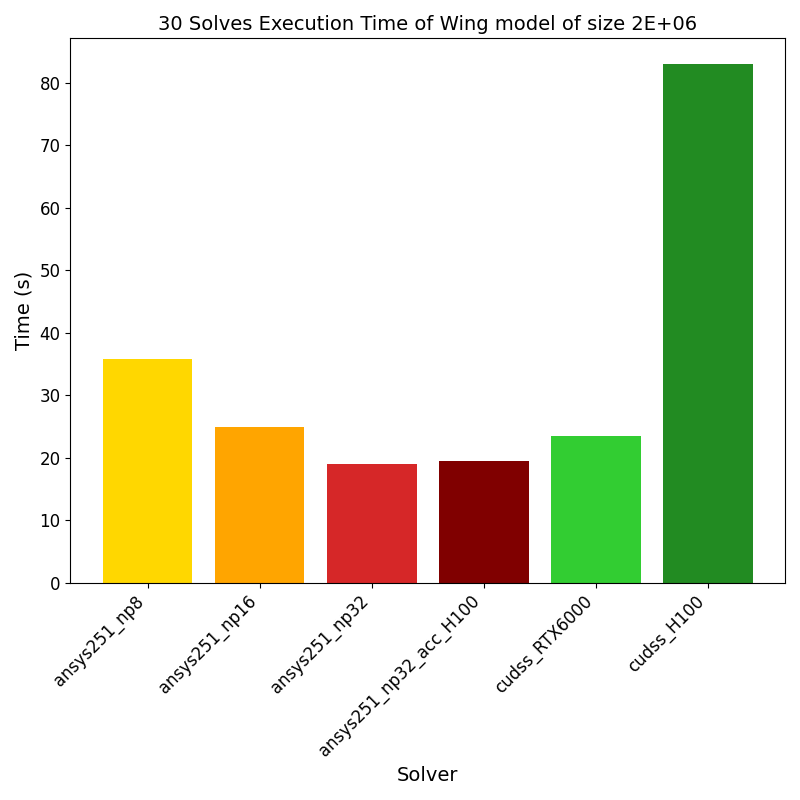 30 Solves Execution Time of Wing model of size 2E+06
Time (s)
80
70
60
50
40
30
20
10
0
ansys251_np8
ansys251_np16
ansys251_np32
ansys251_np32_acc_H100
cudss_RTX6000
cudss_H100
Solver